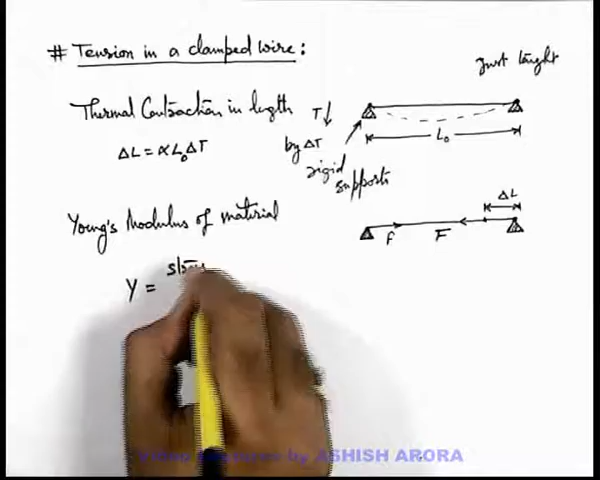 # Tension in a clamped wire :
Just taught
Thermal Contraction in length
T↓
by ΔT
L₀
ΔL = αL₀ΔT
rigid
supports
ΔL
Young's Modulus of material
F
F
Y =
Video Lectures by ASHISH ARORA